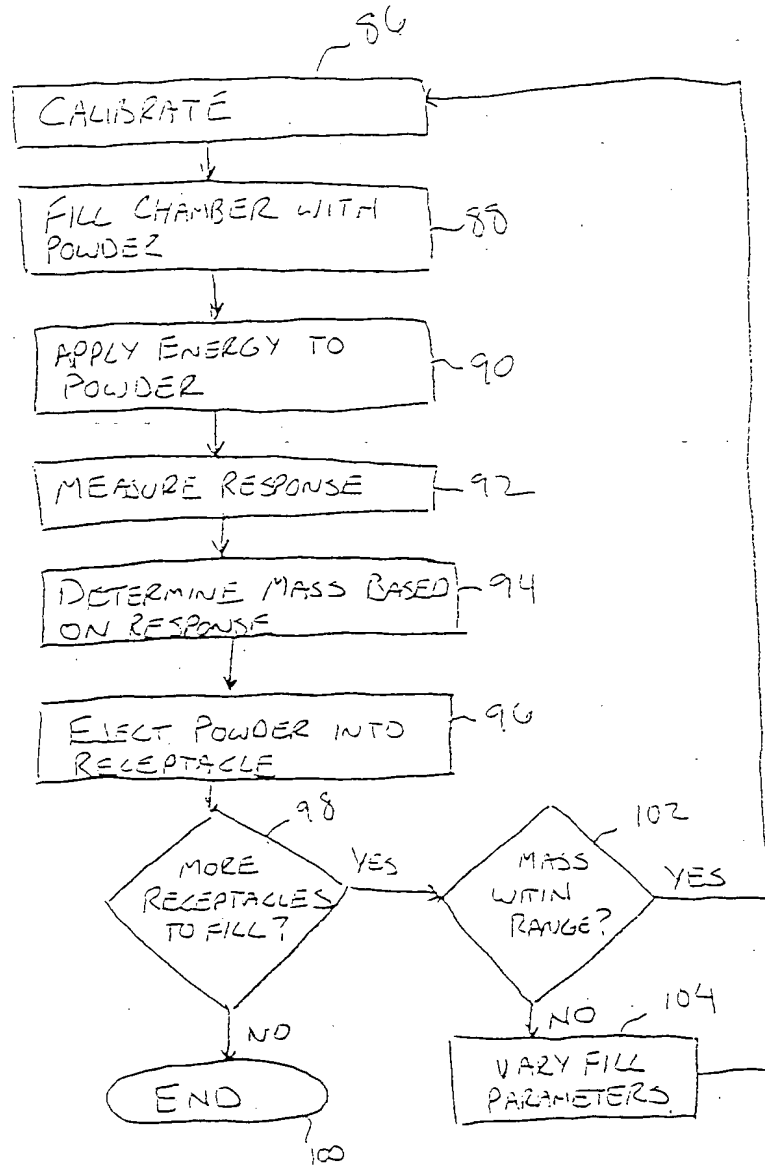 86
CALIBRATE
FILL CHAMBER WITH
POWDER
88
APPLY ENERGY TO
POWDER
90
MEASURE RESPONSE
92
DETERMINE MASS BASED
ON RESPONSE
94
EJECT POWDER INTO
RECEPTACLE
96
98
MORE
RECEPTACLES
TO FILL?
YES
102
MASS
WITIN
RANGE?
YES
NO
END
100
NO
104
VARY FILL
PARAMETERS